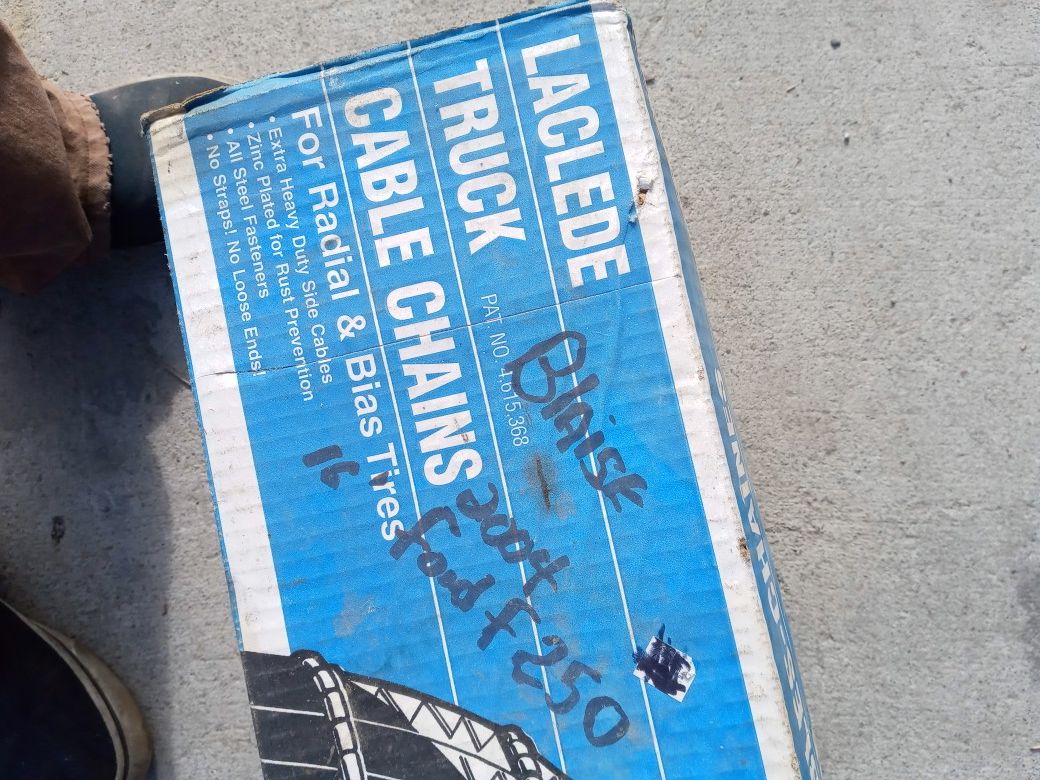 LACLEDE
TRUCK
PAT NO. 4,615,368
CABLE CHAINS
For Radial & Bias Tires
• Extra Heavy Duty Side Cables
• Zinc Plated for Rust Prevention
• All Steel Fasteners
• No Straps! No Loose Ends!
Blaise
2004
Ford F250
16"